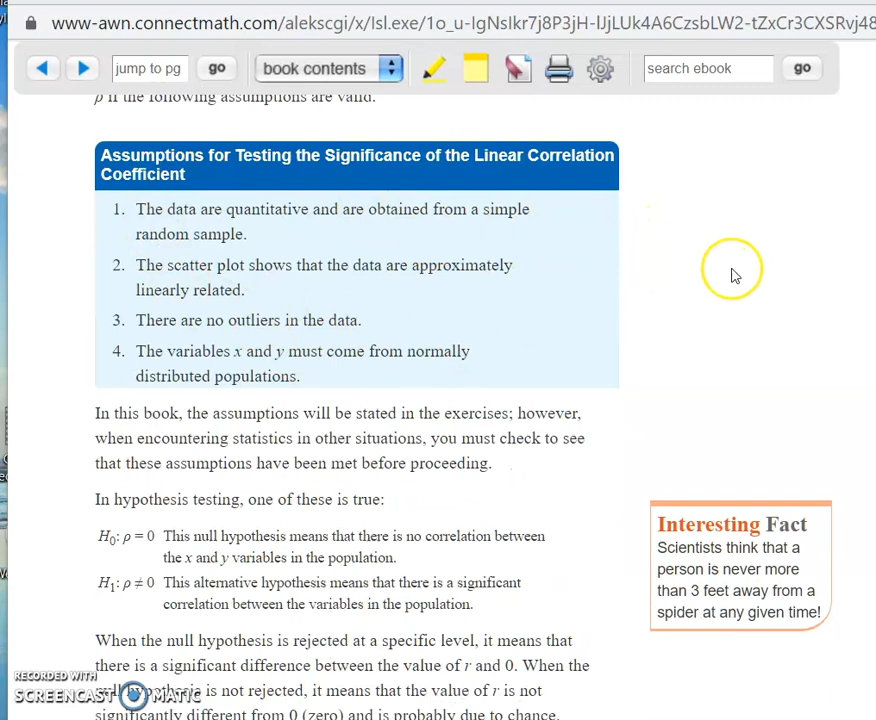 www-awn.connectmath.com/alekscgi/x/Isl.exe/1o_u-IgNsIkr7j8P3jH-lJjLUk4A6CzsbLW2-tZxCr3CXSRvj48
jump to pg go book contents search ebook go
ρ if the following assumptions are valid.
Assumptions for Testing the Significance of the Linear Correlation
Coefficient
1. The data are quantitative and are obtained from a simple
random sample.
2. The scatter plot shows that the data are approximately
linearly related.
3. There are no outliers in the data.
4. The variables x and y must come from normally
distributed populations.
In this book, the assumptions will be stated in the exercises; however,
when encountering statistics in other situations, you must check to see
that these assumptions have been met before proceeding.
In hypothesis testing, one of these is true:
H0: ρ = 0 This null hypothesis means that there is no correlation between
the x and y variables in the population.
H1: ρ ≠ 0 This alternative hypothesis means that there is a significant
correlation between the variables in the population.
Interesting Fact
Scientists think that a
person is never more
than 3 feet away from a
spider at any given time!
When the null hypothesis is rejected at a specific level, it means that
there is a significant difference between the value of r and 0. When the
null hypothesis is not rejected, it means that the value of r is not
significantly different from 0 (zero) and is probably due to chance.
RECORDED WITH
SCREENCAST MATIC